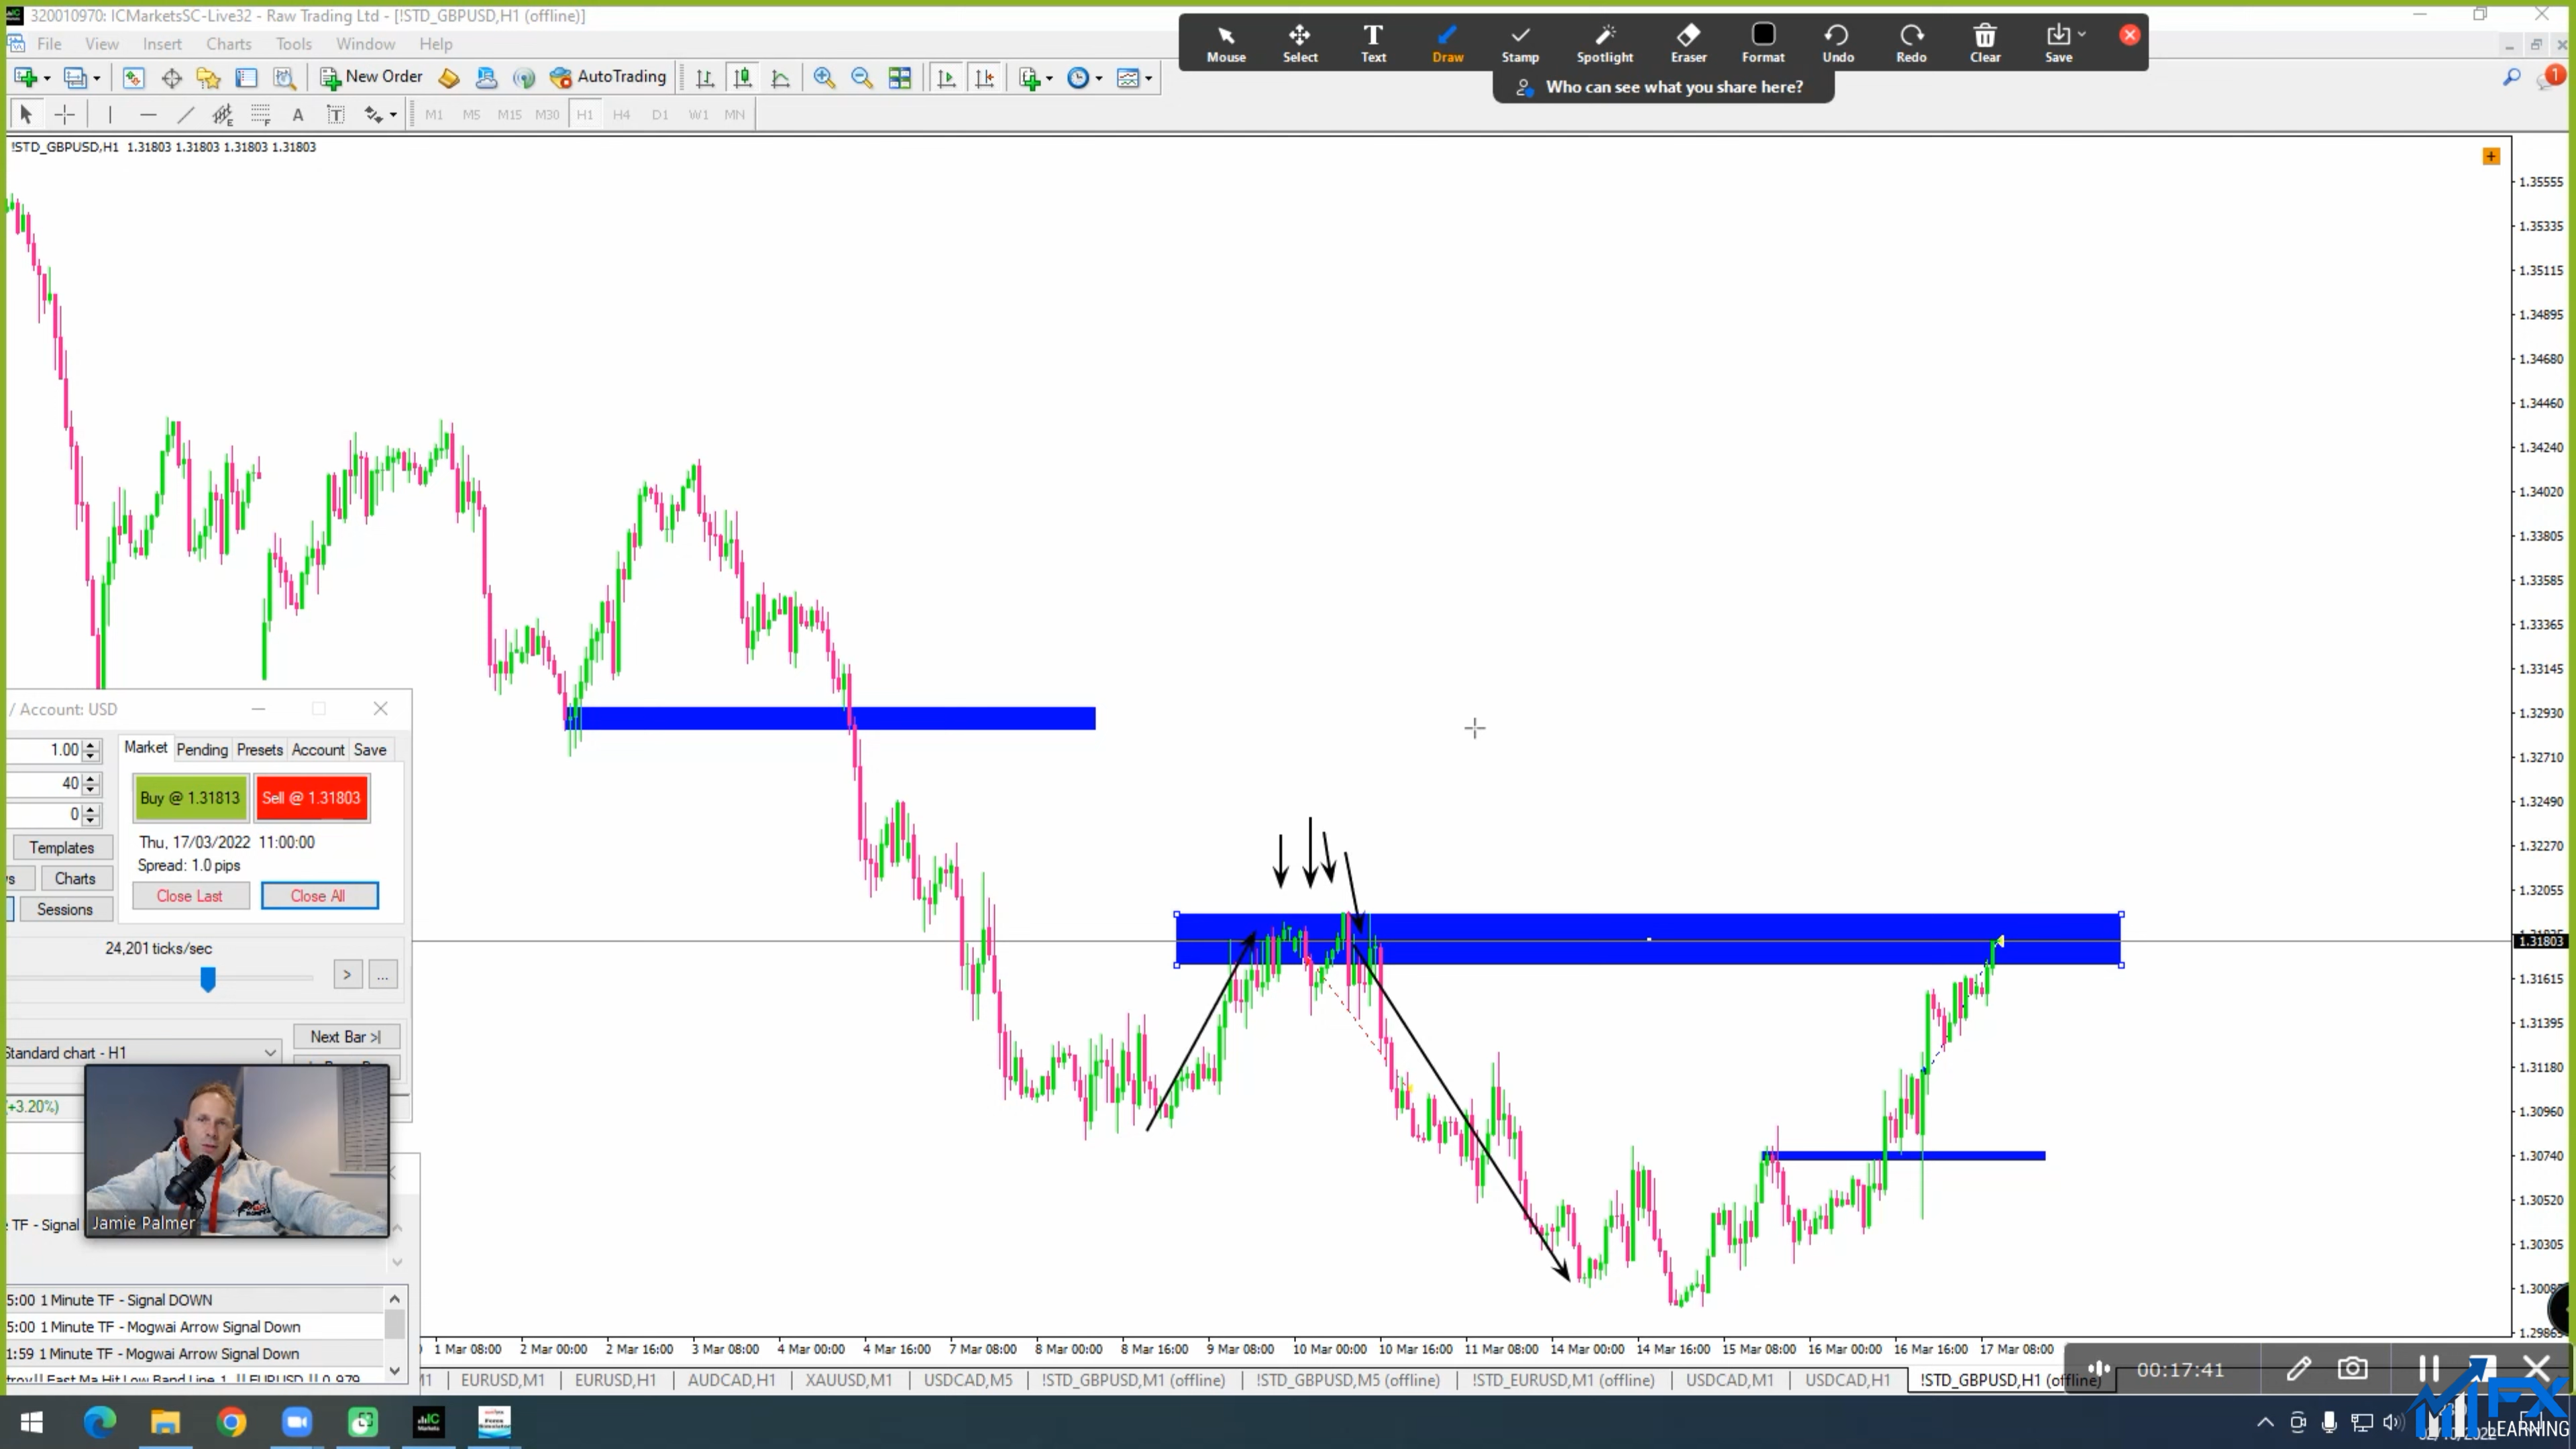 320010970: ICMarketsSC-Live32 - Raw Trading Ltd - [!STD_GBPUSD,H1 (offline)]
File View Insert Charts Tools Window Help
Mouse Select Text Draw Stamp Spotlight Eraser Format Undo Redo Clear Save
Who can see what you share here?
New Order AutoTrading
1
M1 M5 M15 M30 H1 H4 D1 W1 MN
!STD_GBPUSD,H1 1.31803 1.31803 1.31803 1.31803
1.35555
1.35335
1.35115
1.34895
1.34680
1.34460
1.34240
1.34020
1.33805
1.33585
1.33365
1.33145
1.32930
1.32710
1.32490
1.32270
1.32055
1.31803
1.31615
1.31395
1.31180
1.30960
1.30740
1.30520
1.30305
/ Account: USD
1.00
40
0
Market Pending Presets Account Save
Buy @ 1.31813 Sell @ 1.31803
Thu, 17/03/2022 11:00:00
Spread: 1.0 pips
Close Last Close All
Templates
Charts
Sessions
24,201 ticks/sec
> ...
Next Bar >|
Standard chart - H1
(+3.20%)
Jamie Palmer
TF - Signal
5:00 1 Minute TF - Signal DOWN
5:00 1 Minute TF - Mogwai Arrow Signal Down
1:59 1 Minute TF - Mogwai Arrow Signal Down
1 Mar 08:00 2 Mar 00:00 2 Mar 16:00 3 Mar 08:00 4 Mar 00:00 4 Mar 16:00 7 Mar 08:00 8 Mar 00:00 8 Mar 16:00 9 Mar 08:00 10 Mar 00:00 10 Mar 16:00 11 Mar 08:00 14 Mar 00:00 14 Mar 16:00 15 Mar 08:00 16 Mar 00:00 16 Mar 16:00 17 Mar 08:00
EURUSD,M1 EURUSD,H1 AUDCAD,H1 XAUUSD,M1 USDCAD,M5 !STD_GBPUSD,M1 (offline) !STD_GBPUSD,M5 (offline) !STD_EURUSD,M1 (offline) USDCAD,M1 USDCAD,H1 !STD_GBPUSD,H1 (offline)
00:17:41
FX
LEARNING